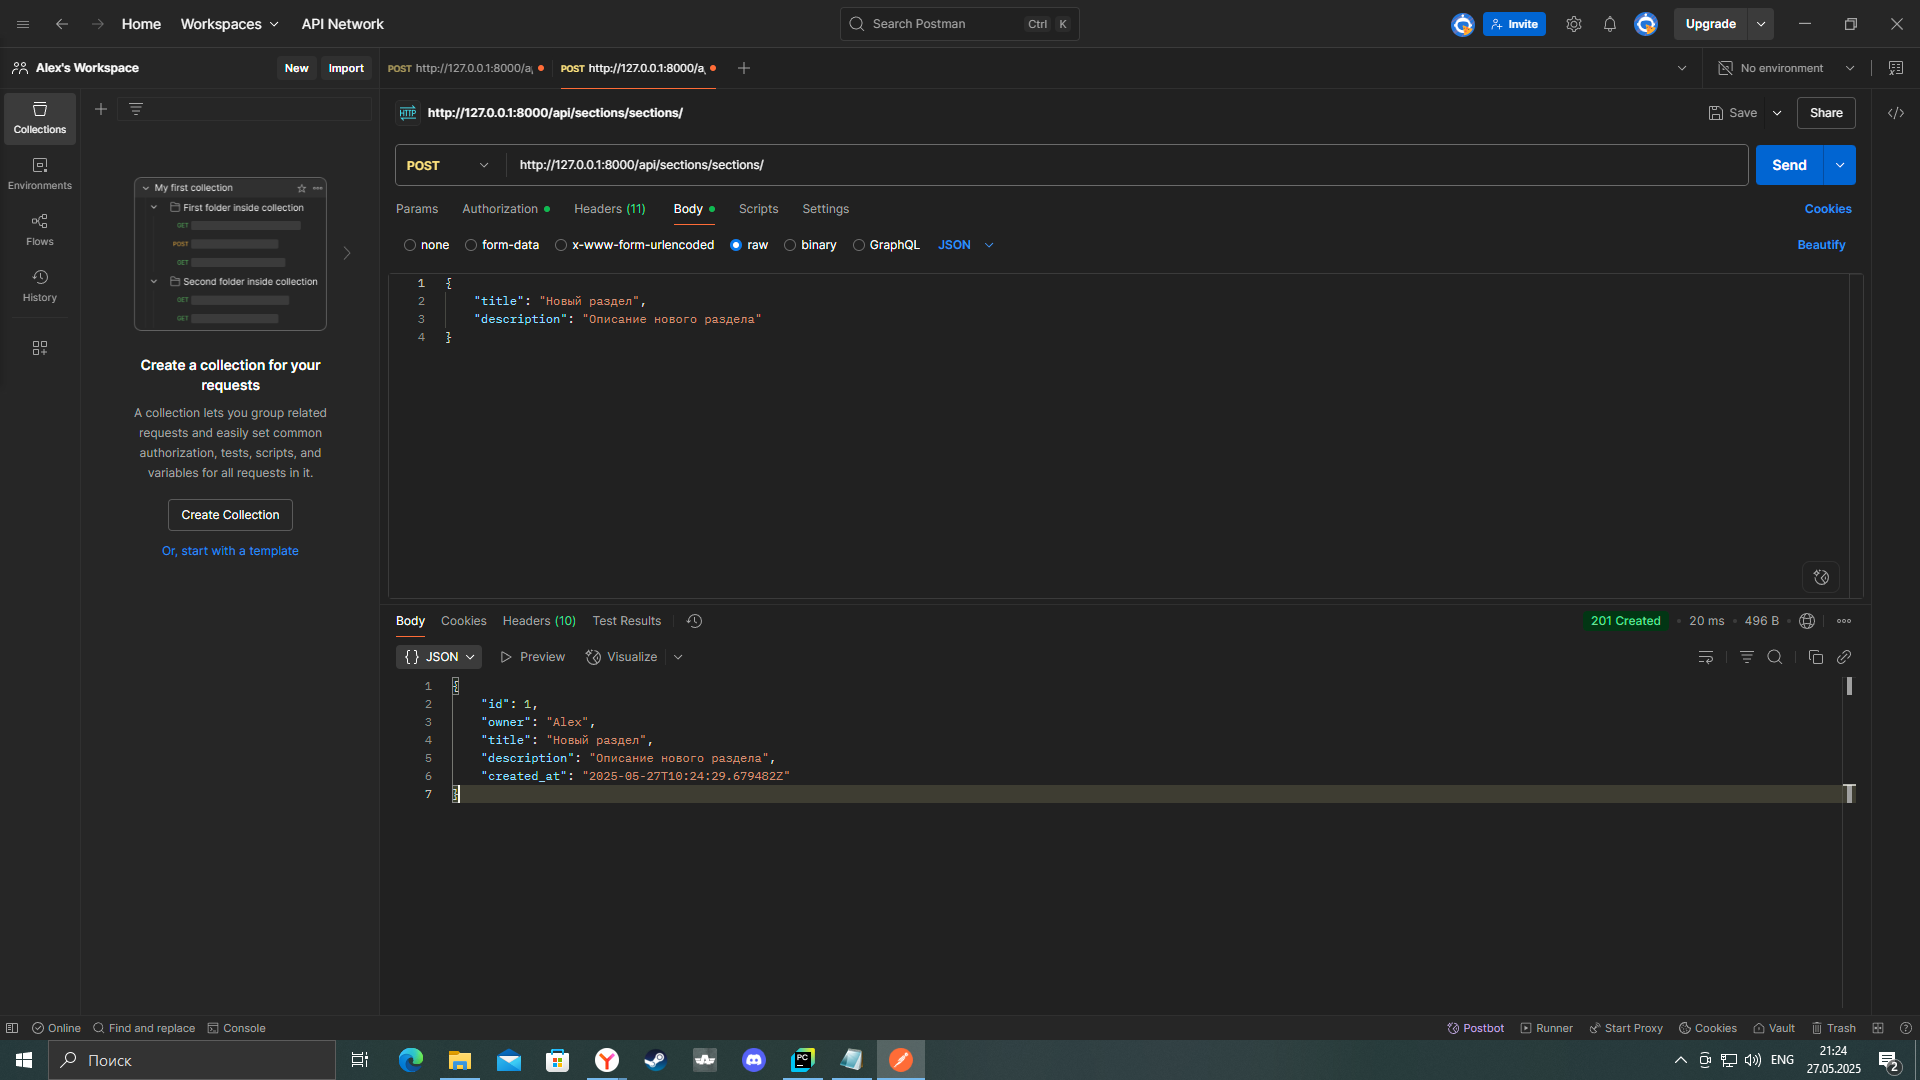 Home
Workspaces
API Network
Search Postman
Ctrl
K
Invite
Upgrade
Alex's Workspace
New
Import
POST http://127.0.0.1:8000/a
POST http://127.0.0.1:8000/a
No environment
Collections
Environments
Flows
History
My first collection
First folder inside collection
GET
POST
GET
Second folder inside collection
GET
GET
Create a collection for your
requests
A collection lets you group related
requests and easily set common
authorization, tests, scripts, and
variables for all requests in it.
Create Collection
Or, start with a template
HTTP
http://127.0.0.1:8000/api/sections/sections/
Save
Share
POST
http://127.0.0.1:8000/api/sections/sections/
Send
Params
Authorization
Headers (11)
Body
Scripts
Settings
Cookies
none
form-data
x-www-form-urlencoded
raw
binary
GraphQL
JSON
Beautify
1 {
2 "title": "Новый раздел",
3 "description": "Описание нового раздела"
4 }
Body
Cookies
Headers (10)
Test Results
201 Created
20 ms
496 B
{} JSON
Preview
Visualize
1 {
2 "id": 1,
3 "owner": "Alex",
4 "title": "Новый раздел",
5 "description": "Описание нового раздела",
6 "created_at": "2025-05-27T10:24:29.679482Z"
7 }
Online
Find and replace
Console
Postbot
Runner
Start Proxy
Cookies
Vault
Trash
Поиск
PC
ENG
21:24
27.05.2025
2